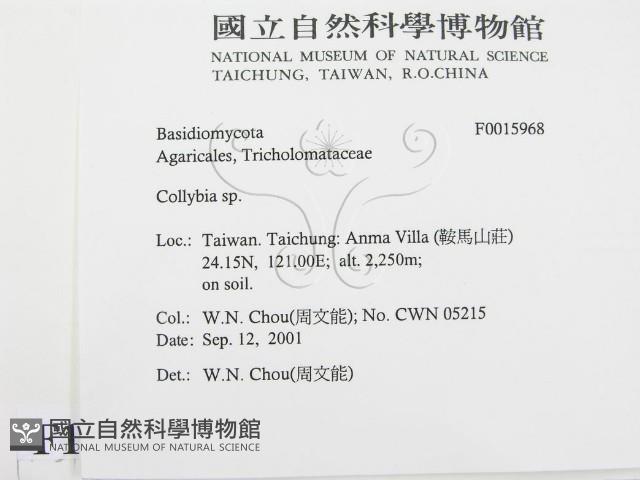 國立自然科學博物館
NATIONAL MUSEUM OF NATURAL SCIENCE
TAICHUNG, TAIWAN, R.O.CHINA
Basidiomycota F0015968
Agaricales, Tricholomataceae
Collybia sp.
Loc.: Taiwan. Taichung: Anma Villa (鞍馬山莊)
24.15N, 121.00E; alt. 2,250m;
on soil.
Col.: W.N. Chou(周文能); No. CWN 05215
Date: Sep. 12, 2001
Det.: W.N. Chou(周文能)
國立自然科學博物館
NATIONAL MUSEUM OF NATURAL SCIENCE